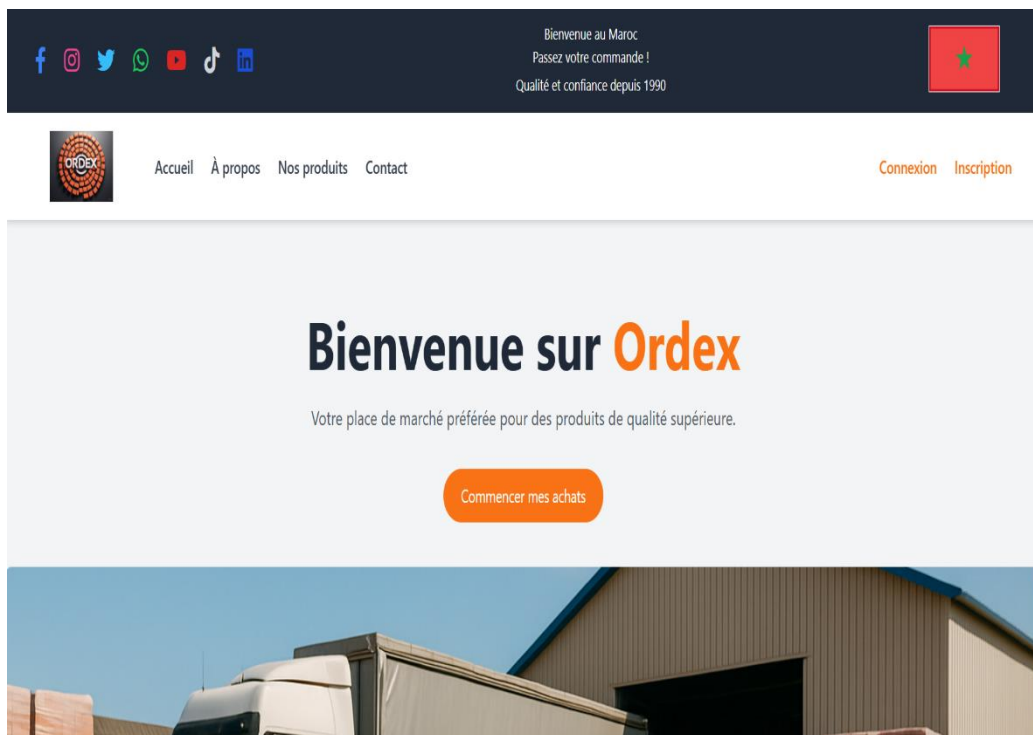 Bienvenue au Maroc
Passez votre commande !
Qualité et confiance depuis 1990
ORDEX
Accueil À propos Nos produits Contact
Connexion Inscription
Bienvenue sur Ordex
Votre place de marché préférée pour des produits de qualité supérieure.
Commencer mes achats